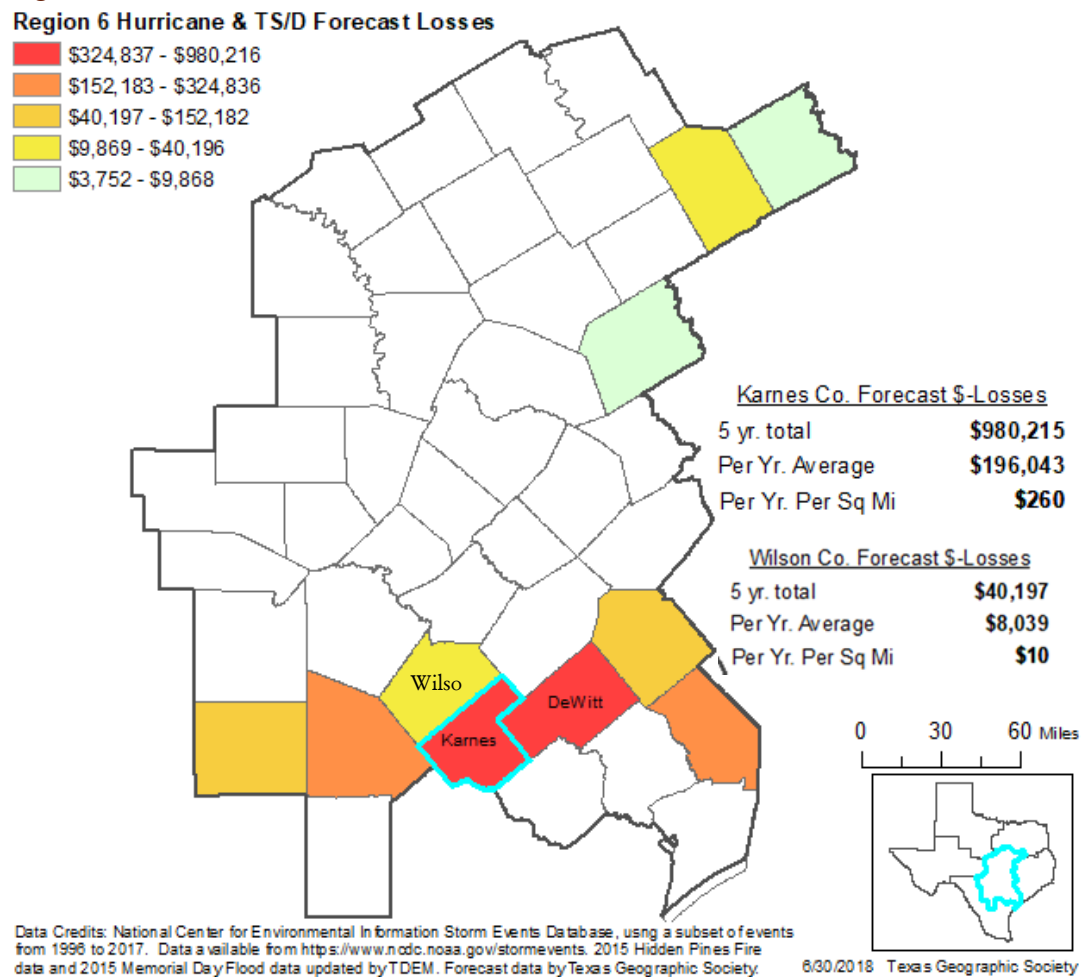 Region 6 Hurricane & TS/D Forecast Losses
$324,837 - $980,216
$152,183 - $324,836
$40,197 - $152,182
$9,869 - $40,196
$3,752 - $9,868
Karnes Co. Forecast $-Losses
5 yr. total $980,215
Per Yr. Average $196,043
Per Yr. Per Sq Mi $260
Wilson Co. Forecast $-Losses
5 yr. total $40,197
Per Yr. Average $8,039
Per Yr. Per Sq Mi $10
Wilso
DeWitt
Karnes
0 30 60 Miles
Data Credits: National Center for Environmental Information Storm Events Database, usng a subset of events
from 1996 to 2017. Data available from https://www.ncdc.noaa.gov/stormevents. 2015 Hidden Pines Fire
data and 2015 Memorial Day Flood data updated by TDEM. Forecast data by Texas Geographic Society.
6/30/2018 Texas Geographic Society